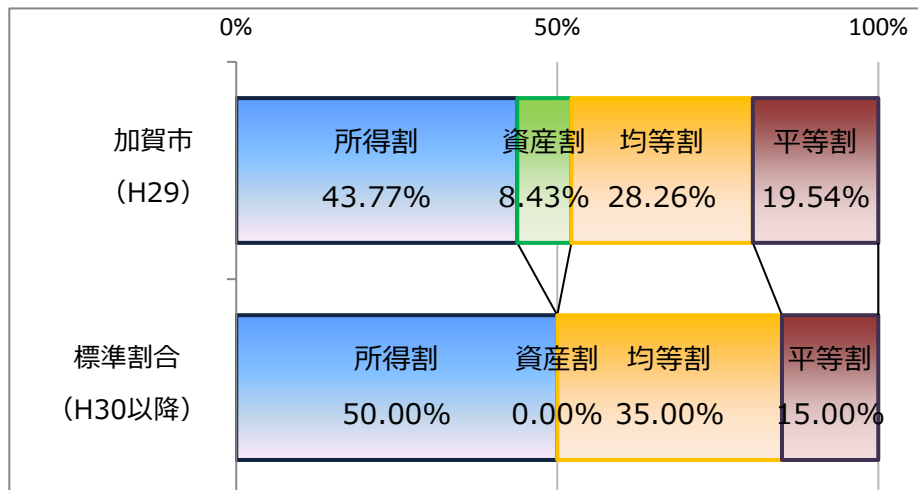 0% 50% 100%
加賀市
（H29）
所得割 資産割 均等割 平等割
43.77% 8.43% 28.26% 19.54%
標準割合
（H30以降）
所得割 資産割 均等割 平等割
50.00% 0.00% 35.00% 15.00%